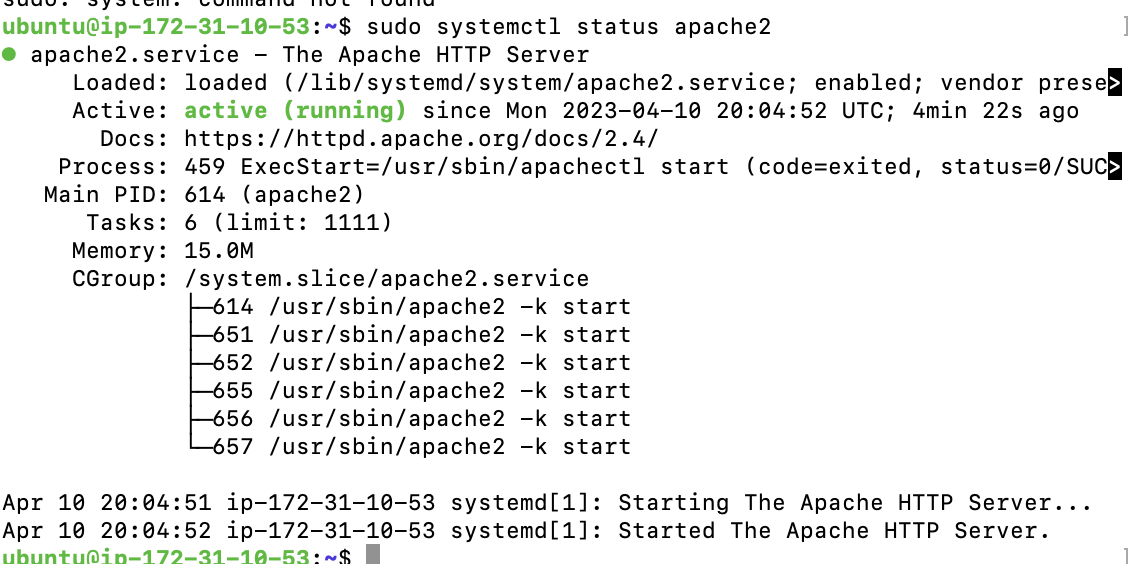 sudo: system: command not found
ubuntu@ip-172-31-10-53:~$ sudo systemctl status apache2 ]
● apache2.service – The Apache HTTP Server
Loaded: loaded (/lib/systemd/system/apache2.service; enabled; vendor prese>
Active: active (running) since Mon 2023-04-10 20:04:52 UTC; 4min 22s ago
Docs: https://httpd.apache.org/docs/2.4/
Process: 459 ExecStart=/usr/sbin/apachectl start (code=exited, status=0/SUC>
Main PID: 614 (apache2)
Tasks: 6 (limit: 1111)
Memory: 15.0M
CGroup: /system.slice/apache2.service
├─614 /usr/sbin/apache2 -k start
├─651 /usr/sbin/apache2 -k start
├─652 /usr/sbin/apache2 -k start
├─655 /usr/sbin/apache2 -k start
├─656 /usr/sbin/apache2 -k start
└─657 /usr/sbin/apache2 -k start
Apr 10 20:04:51 ip-172-31-10-53 systemd[1]: Starting The Apache HTTP Server...
Apr 10 20:04:52 ip-172-31-10-53 systemd[1]: Started The Apache HTTP Server.
ubuntu@ip-172-31-10-53:~$ ]